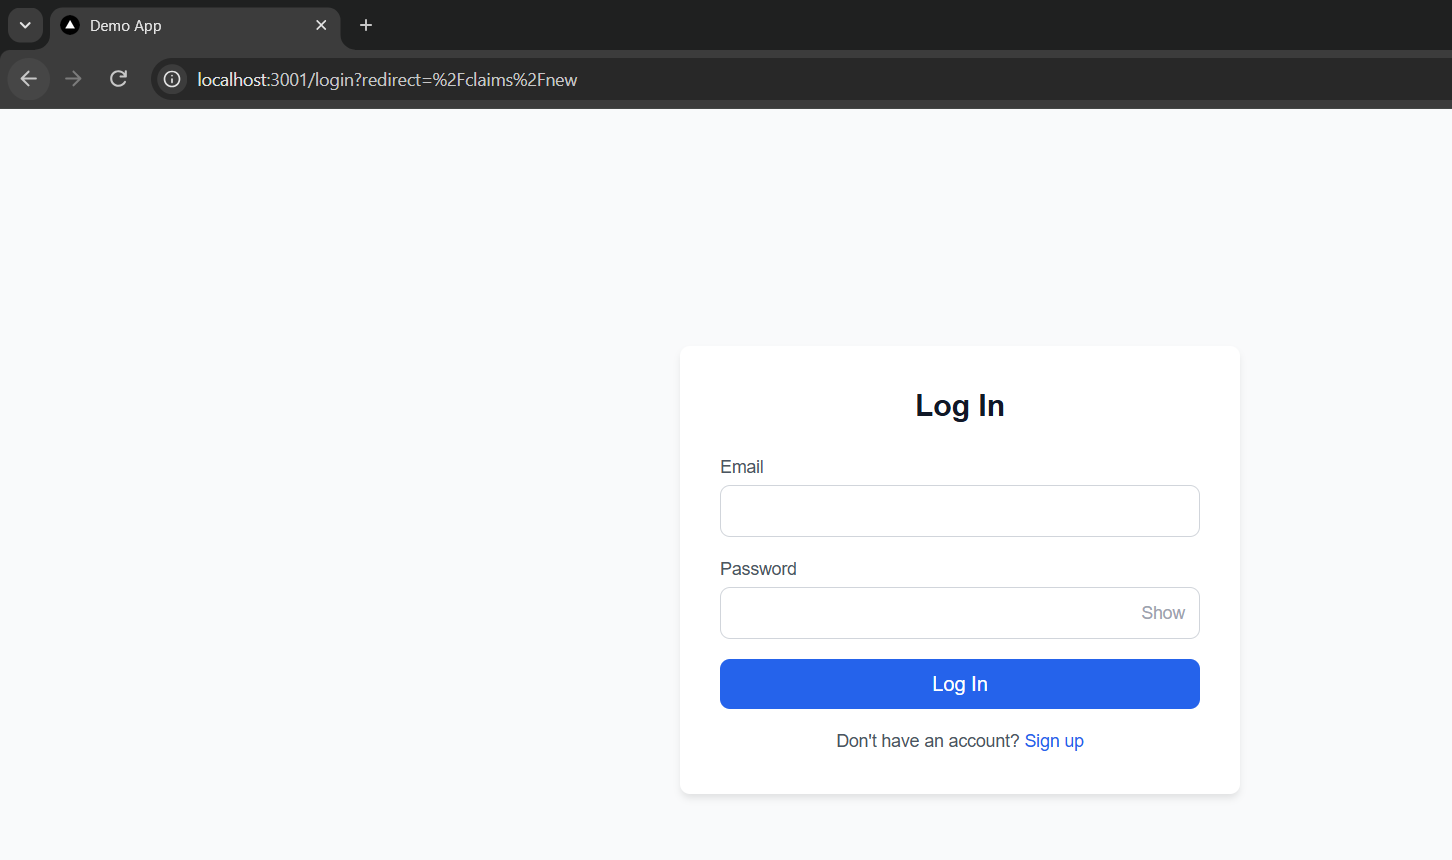 Demo App
localhost:3001/login?redirect=%2Fclaims%2Fnew
Log In
Email
Password
Show
Log In
Don't have an account? Sign up